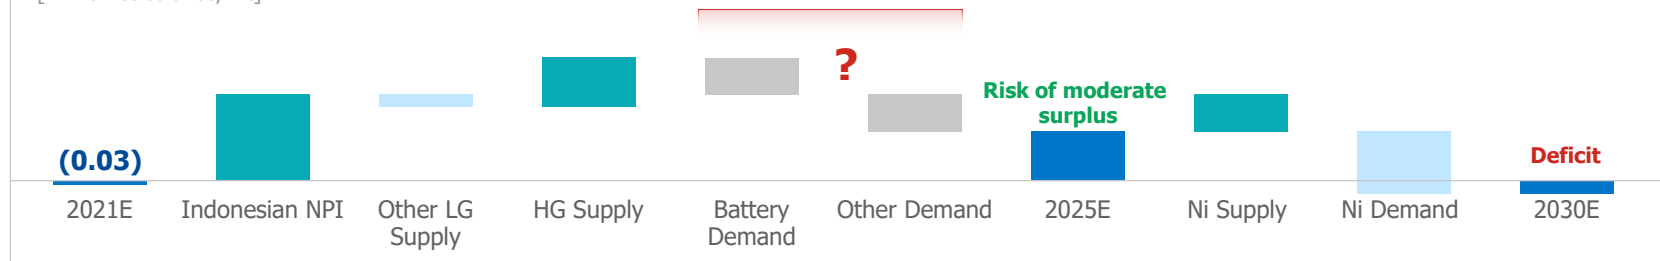 ?
Risk of moderate
surplus
(0.03)
Deficit
2021E
Indonesian NPI
Other LG
Supply
HG Supply
Battery
Demand
Other Demand
2025E
Ni Supply
Ni Demand
2030E